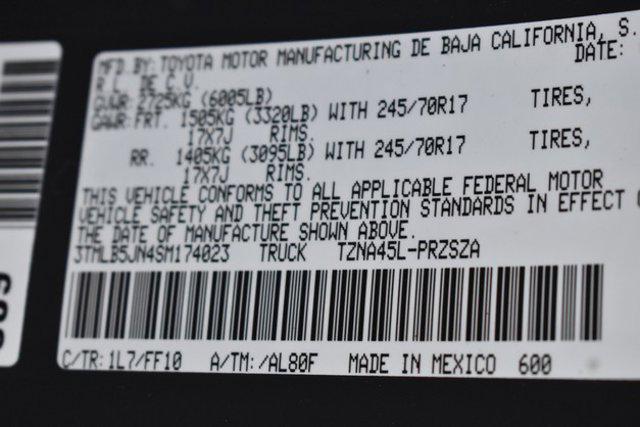 MFD.BY: TOYOTA MOTOR MANUFACTURING DE BAJA CALIFORNIA, S.
R.L. DE C.V. DATE:
GVWR: 2725KG (6005LB)
GAWR: FRT. 1505KG (3320LB) WITH 245/70R17 TIRES,
17X7J RIMS.
RR. 1405KG (3095LB) WITH 245/70R17 TIRES,
17X7J RIMS.
THIS VEHICLE CONFORMS TO ALL APPLICABLE FEDERAL MOTOR
VEHICLE SAFETY AND THEFT PREVENTION STANDARDS IN EFFECT
THE DATE OF MANUFACTURE SHOWN ABOVE.
3TMLB5JN4SM174023 TRUCK TZNA45L-PRZSZA
C/TR: 1L7/FF10 A/TM: /AL80F MADE IN MEXICO 600